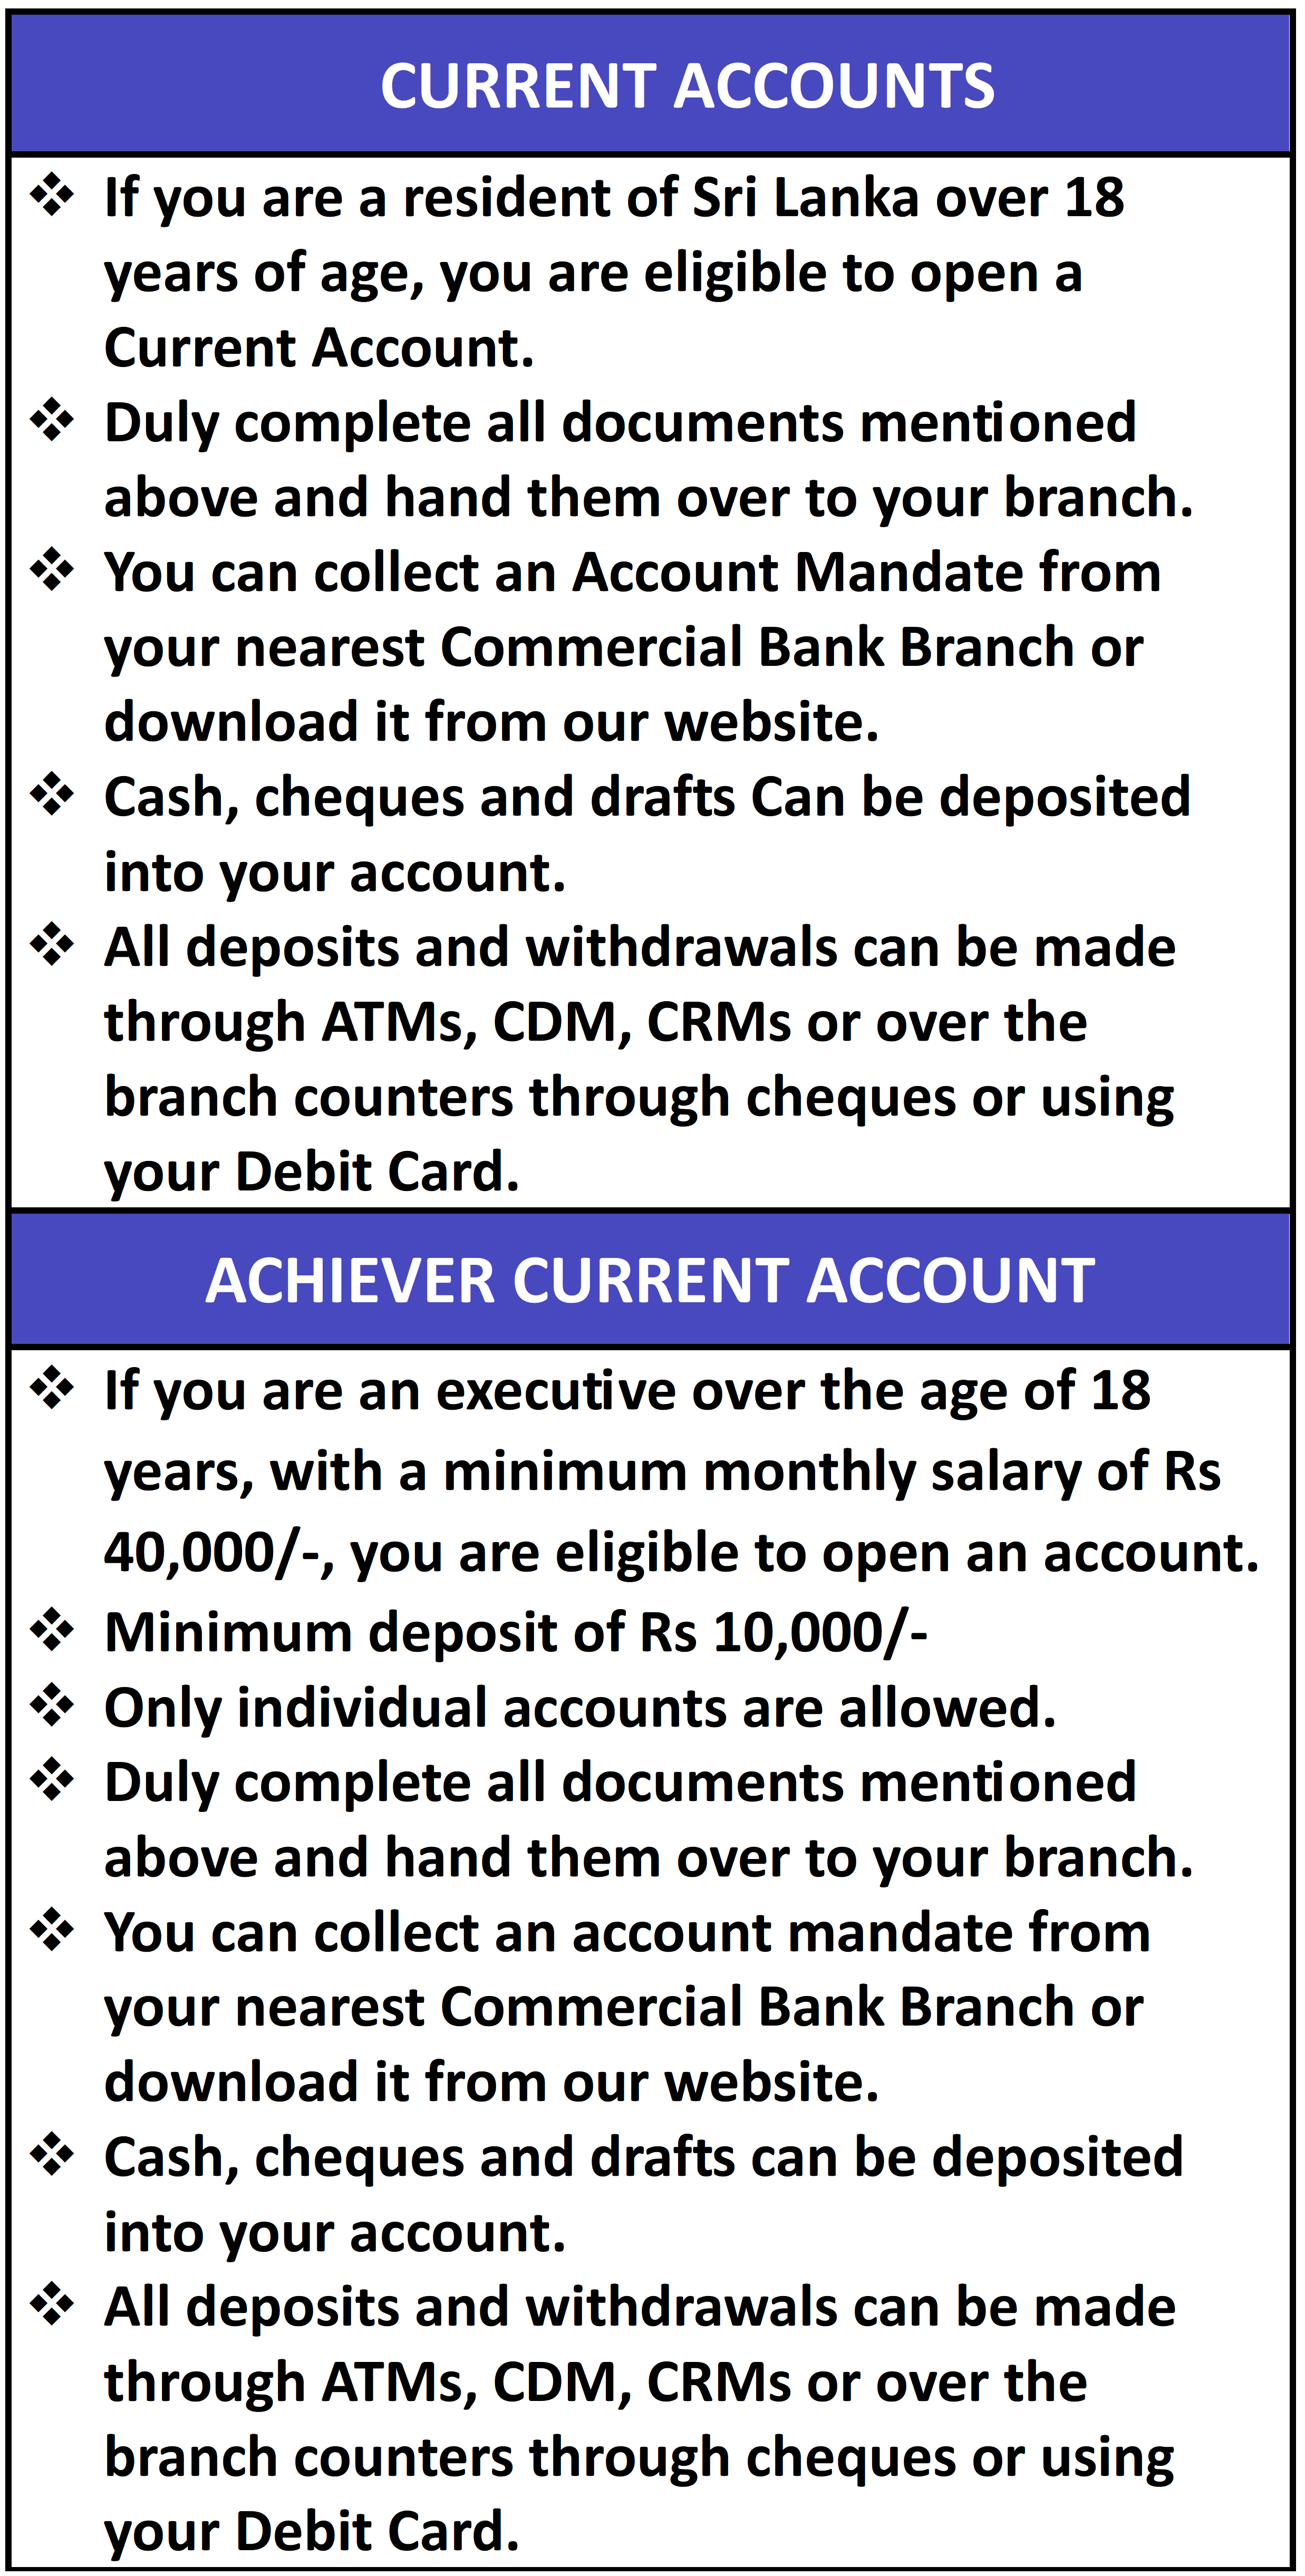 CURRENT ACCOUNTS
❖ If you are a resident of Sri Lanka over 18
years of age, you are eligible to open a
Current Account.
❖ Duly complete all documents mentioned
above and hand them over to your branch.
❖ You can collect an Account Mandate from
your nearest Commercial Bank Branch or
download it from our website.
❖ Cash, cheques and drafts Can be deposited
into your account.
❖ All deposits and withdrawals can be made
through ATMs, CDM, CRMs or over the
branch counters through cheques or using
your Debit Card.
ACHIEVER CURRENT ACCOUNT
❖ If you are an executive over the age of 18
years, with a minimum monthly salary of Rs
40,000/-, you are eligible to open an account.
❖ Minimum deposit of Rs 10,000/-
❖ Only individual accounts are allowed.
❖ Duly complete all documents mentioned
above and hand them over to your branch.
❖ You can collect an account mandate from
your nearest Commercial Bank Branch or
download it from our website.
❖ Cash, cheques and drafts can be deposited
into your account.
❖ All deposits and withdrawals can be made
through ATMs, CDM, CRMs or over the
branch counters through cheques or using
your Debit Card.